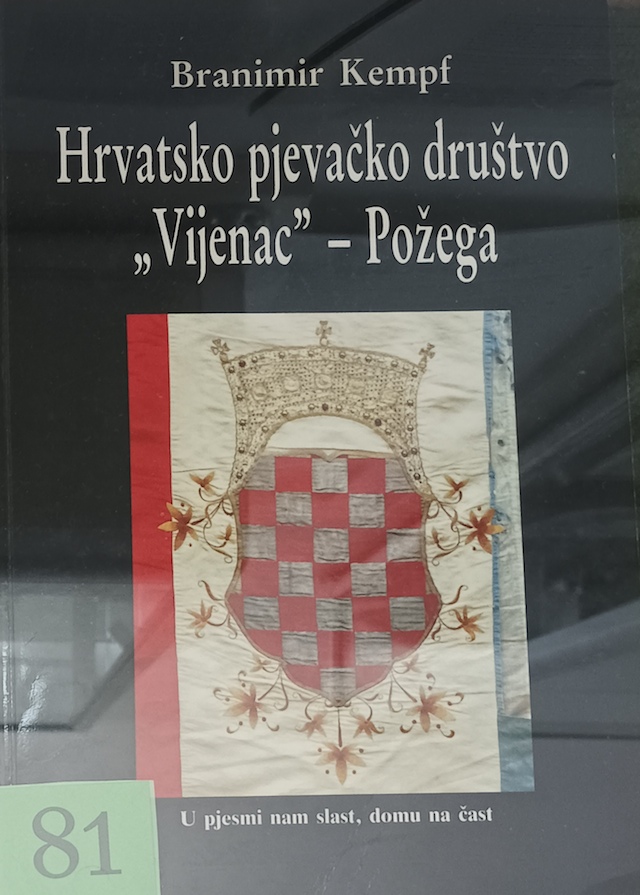 Branimir Kempf
Hrvatsko pjevačko društvo
„Vijenac” – Požega
U pjesmi nam slast, domu na čast
81